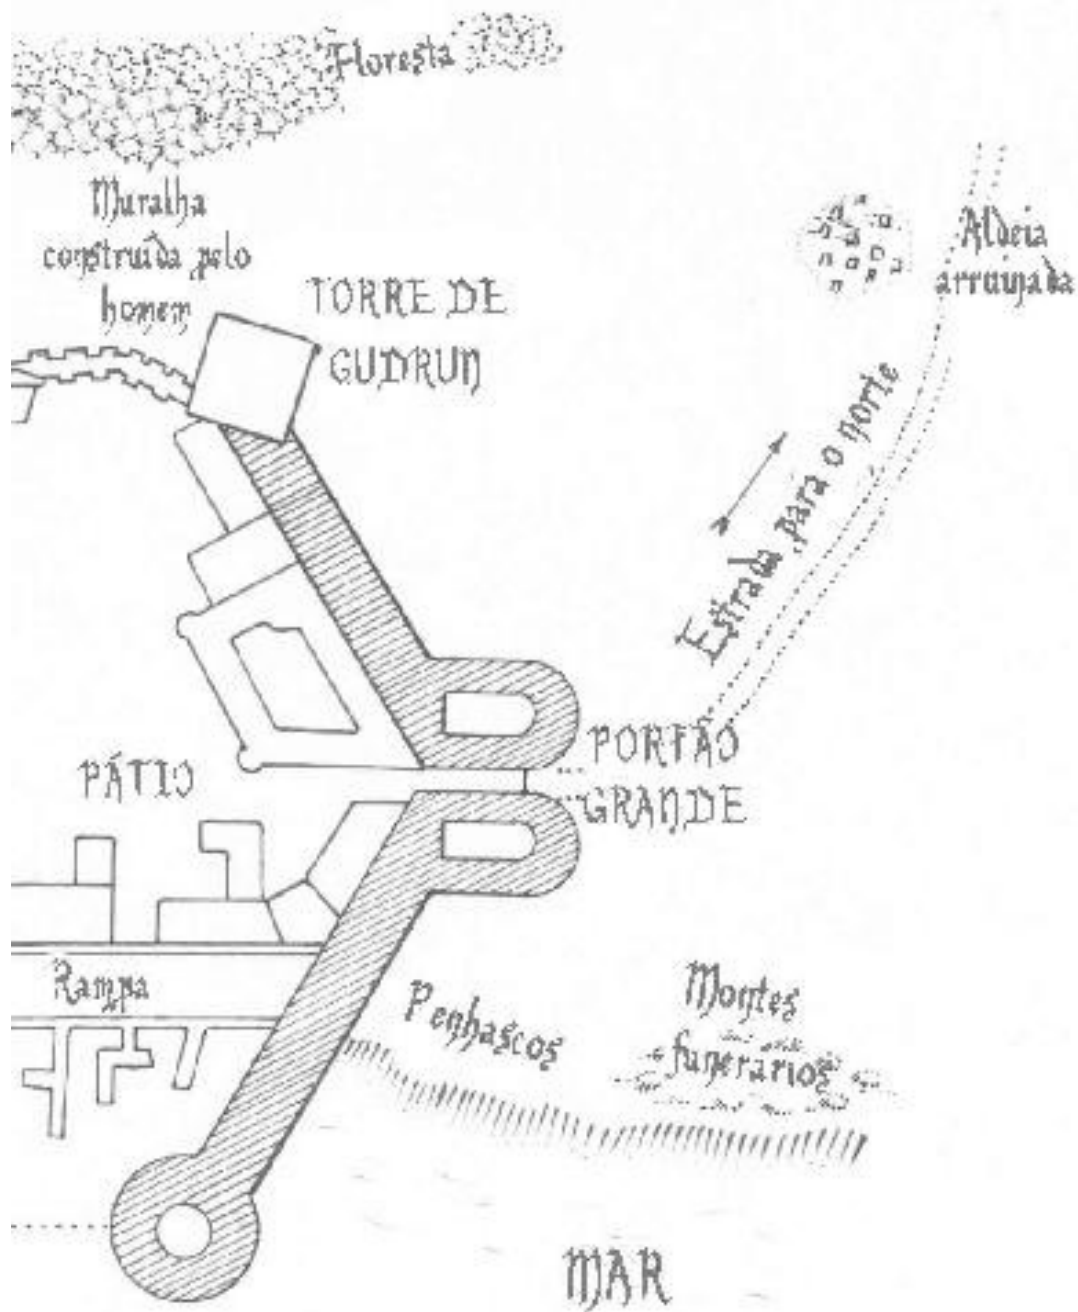 Floresta
Muralha
construída pelo
homem
TORRE DE
GUDRUN
Aldeia
arruinada
Estrada para o norte
PÁTIO
PORTÃO
GRANDE
Rampa
Penhascos
Montes
funerários
MAR